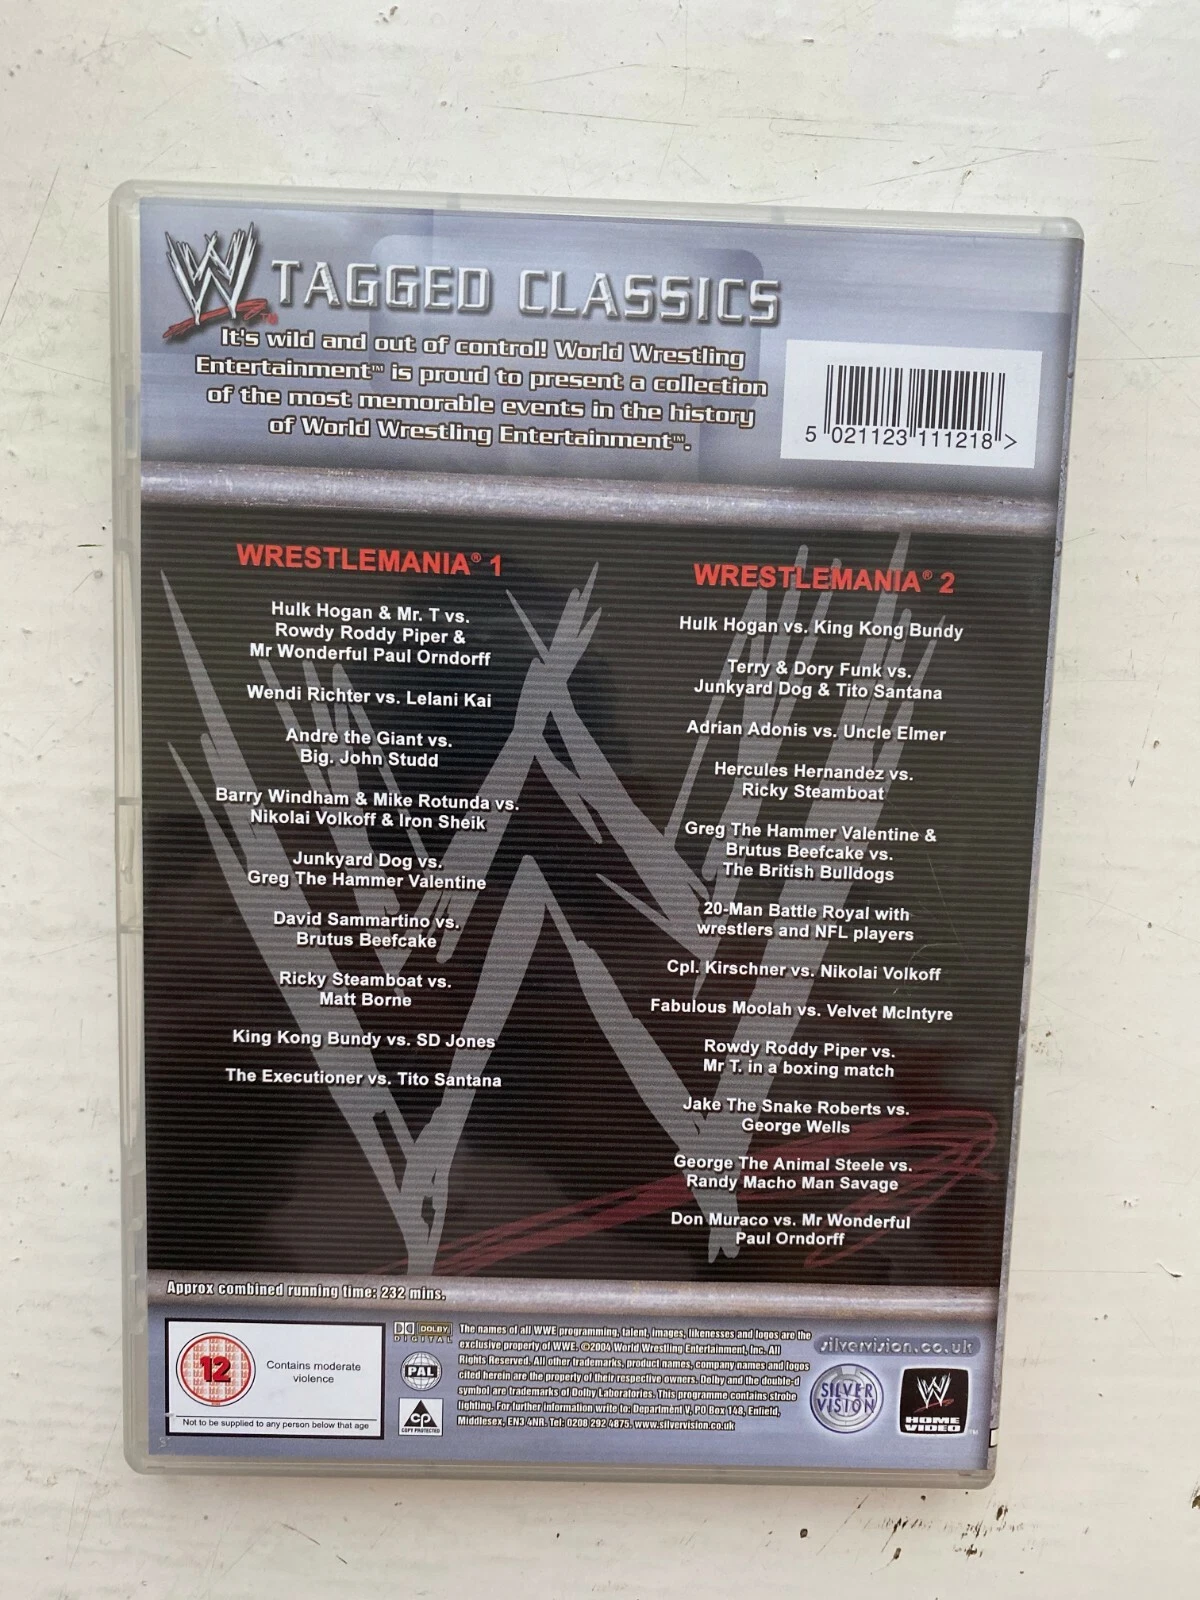 W TAGGED CLASSICS
It's wild and out of control! World Wrestling
Entertainment™ is proud to present a collection
of the most memorable events in the history
of World Wrestling Entertainment™.
5 021123 111218 >
WRESTLEMANIA® 1
Hulk Hogan & Mr. T vs.
Rowdy Roddy Piper &
Mr Wonderful Paul Orndorff
Wendi Richter vs. Lelani Kai
Andre the Giant vs.
Big. John Studd
Barry Windham & Mike Rotunda vs.
Nikolai Volkoff & Iron Sheik
Junkyard Dog vs.
Greg The Hammer Valentine
David Sammartino vs.
Brutus Beefcake
Ricky Steamboat vs.
Matt Borne
King Kong Bundy vs. SD Jones
The Executioner vs. Tito Santana
WRESTLEMANIA® 2
Hulk Hogan vs. King Kong Bundy
Terry & Dory Funk vs.
Junkyard Dog & Tito Santana
Adrian Adonis vs. Uncle Elmer
Hercules Hernandez vs.
Ricky Steamboat
Greg The Hammer Valentine &
Brutus Beefcake vs.
The British Bulldogs
20-Man Battle Royal with
wrestlers and NFL players
Cpl. Kirschner vs. Nikolai Volkoff
Fabulous Moolah vs. Velvet McIntyre
Rowdy Roddy Piper vs.
Mr T. in a boxing match
Jake The Snake Roberts vs.
George Wells
George The Animal Steele vs.
Randy Macho Man Savage
Don Muraco vs. Mr Wonderful
Paul Orndorff
Approx combined running time: 232 mins.
12
Contains moderate
violence
Not to be supplied to any person below that age
DOLBY
DIGITAL
PAL
CP
COPY PROTECTED
The names of all WWE programming, talent, images, likenesses and logos are the
exclusive property of WWE. ©2004 World Wrestling Entertainment, Inc. All
Rights Reserved. All other trademarks, product names, company names and logos
cited herein are the property of their respective owners. Dolby and the double-d
symbol are trademarks of Dolby Laboratories. This programme contains strobe
lighting. For further information write to: Department V, PO Box 148, Enfield,
Middlesex, EN3 4NR. Tel: 0208 292 4875. www.silvervision.co.uk
silvervision.co.uk
SILVER
VISION
W
HOME
VIDEO™